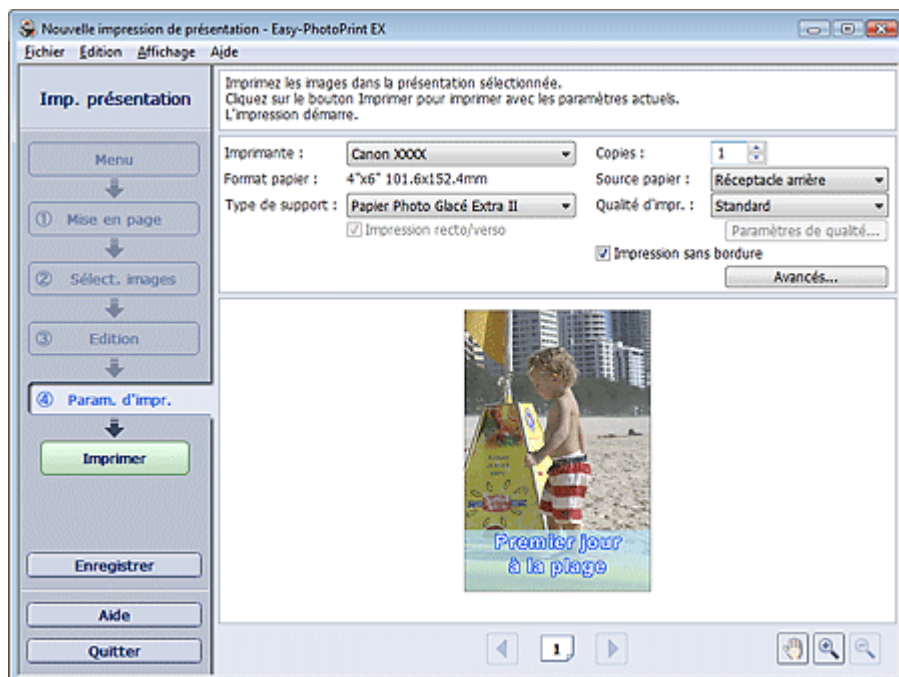 Nouvelle impression de présentation - Easy-PhotoPrint EX
Fichier Edition Affichage Aide
Imp. présentation
Imprimez les images dans la présentation sélectionnée.
Cliquez sur le bouton Imprimer pour imprimer avec les paramètres actuels.
L'impression démarre.
Menu
① Mise en page
② Sélect. images
③ Edition
④ Param. d'impr.
Imprimer
Enregistrer
Aide
Quitter
Imprimante : Canon XXXX
Copies : 1
Format papier : 4"x6" 101.6x152.4mm
Source papier : Réceptacle arrière
Type de support : Papier Photo Glacé Extra II
Qualité d'impr. : Standard
Impression recto/verso
Paramètres de qualité...
Impression sans bordure
Avancés...
Premier jour
à la plage
1